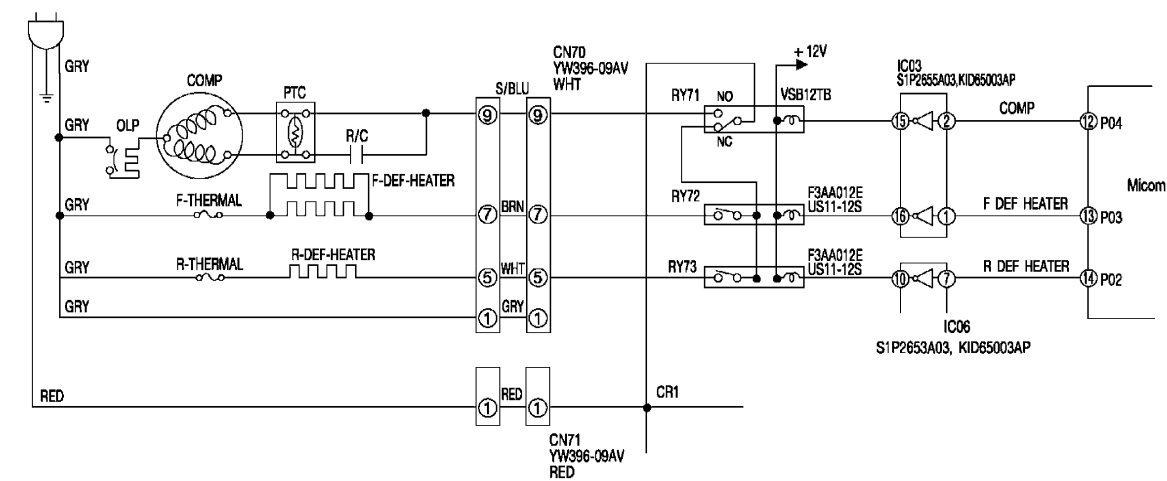 GRY
COMP
PTC
GRY
OLP
R/C
S/BLU
CN70
YW396-09AV
WHT
+ 12V
RY71
NO
NC
VSB12TB
IC03
S1P2655A03,KID65003AP
COMP
9
9
15
2
12
P04
Micom
F-DEF-HEATER
GRY
F-THERMAL
7
BRN
7
RY72
F3AA012E
US11-12S
16
1
F DEF HEATER
13
P03
GRY
R-THERMAL
R-DEF-HEATER
5
WHT
5
RY73
F3AA012E
US11-12S
10
7
R DEF HEATER
14
P02
GRY
1
GRY
1
IC06
S1P2653A03, KID65003AP
RED
1
RED
1
CR1
CN71
YW396-09AV
RED